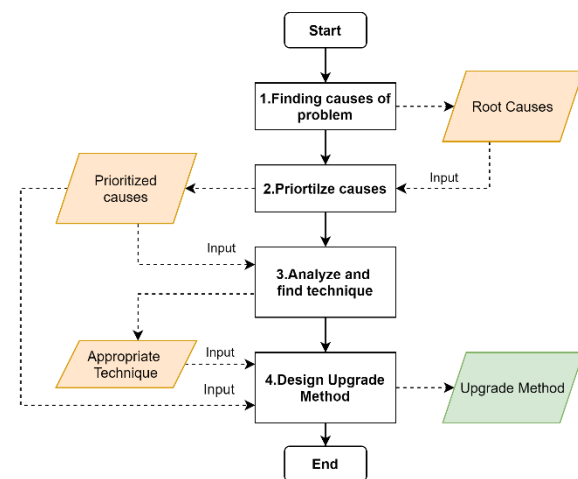 Start
1.Finding causes of
problem
Root Causes
Input
Prioritized
causes
2.Priortilze causes
Input
3.Analyze and
find technique
Appropriate
Technique
Input
Input
4.Design Upgrade
Method
Upgrade Method
End